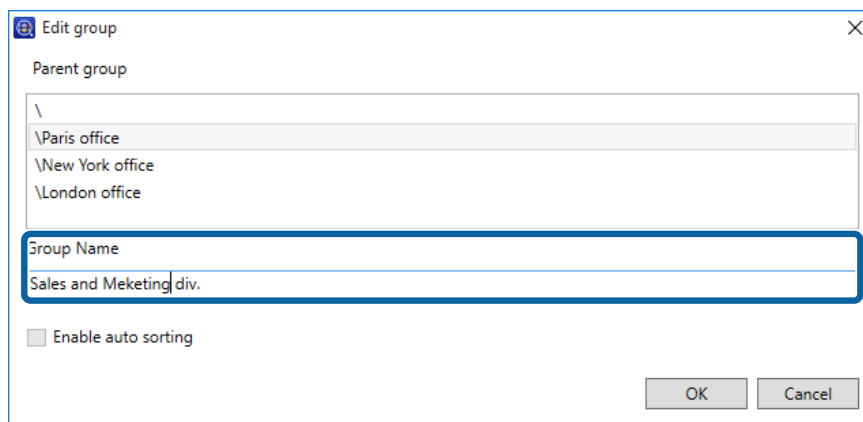 Edit group
Parent group
\
\Paris office
\New York office
\London office
Group Name
Sales and Meketing div.
Enable auto sorting
OK Cancel